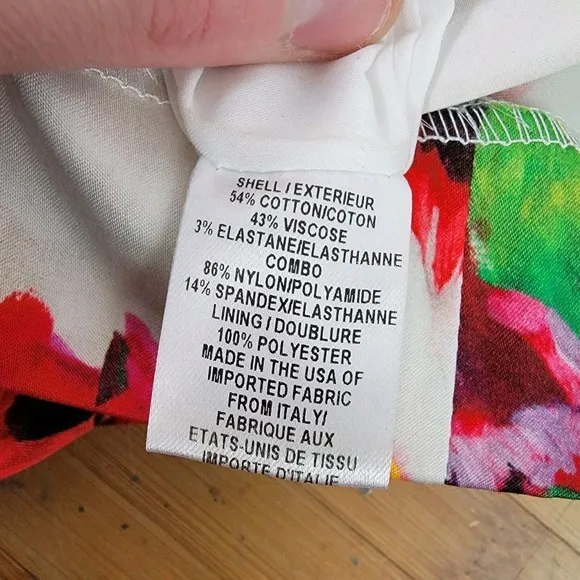 SHELL / EXTERIEUR
54% COTTON/COTON
43% VISCOSE
3% ELASTANE/ELASTHANNE
COMBO
86% NYLON/POLYAMIDE
14% SPANDEX/ELASTHANNE
LINING / DOUBLURE
100% POLYESTER
MADE IN THE USA OF
IMPORTED FABRIC
FROM ITALY/
FABRIQUE AUX
ETATS-UNIS DE TISSU
IMPORTE D'ITALIE